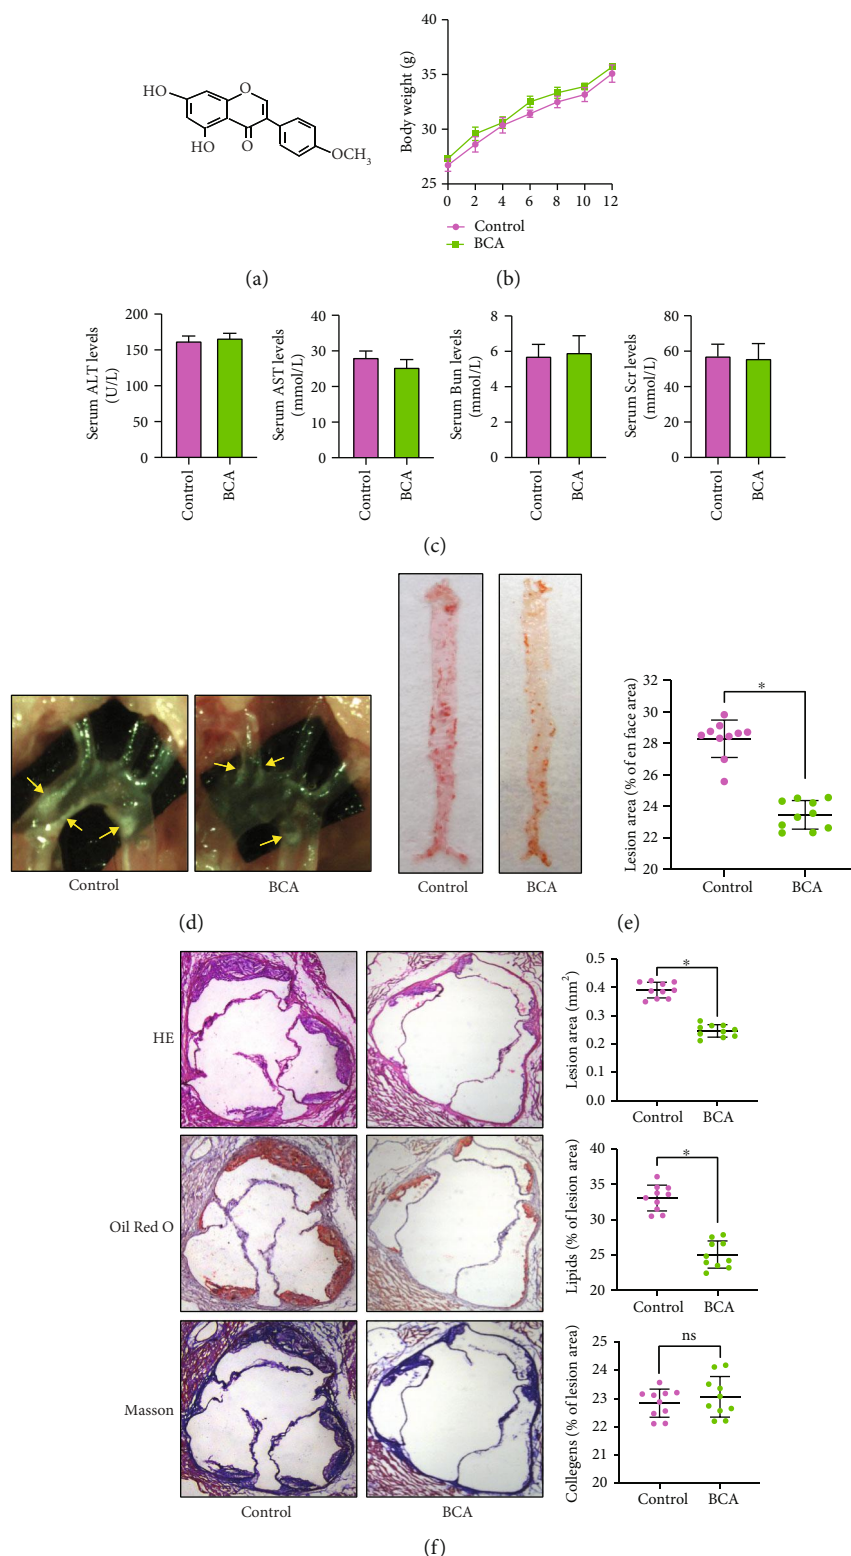 HO
O
HO
O
OCH3
(a)
Body weight (g)
40
35
30
25
0 2 4 6 8 10 12
Control
BCA
(b)
Serum ALT levels
(U/L)
200
150
100
50
0
Control
BCA
Serum AST levels
(mmol/L)
40
30
20
10
0
Control
BCA
Serum Bun levels
(mmol/L)
8
6
4
2
0
Control
BCA
Serum Scr levels
(mmol/L)
80
60
40
20
0
Control
BCA
(c)
Control
BCA
(d)
Control
BCA
Lesion area (% of en face area)
32
30
28
26
24
22
20
*
Control
BCA
(e)
HE
Lesion area (mm2)
0.5
0.4
0.3
0.2
0.1
0.0
*
Control
BCA
Oil Red O
Lipids (% of lesion area)
40
35
30
25
20
*
Control
BCA
Masson
Control
BCA
Collegens (% of lesion area)
25
24
23
22
21
20
ns
Control
BCA
(f)